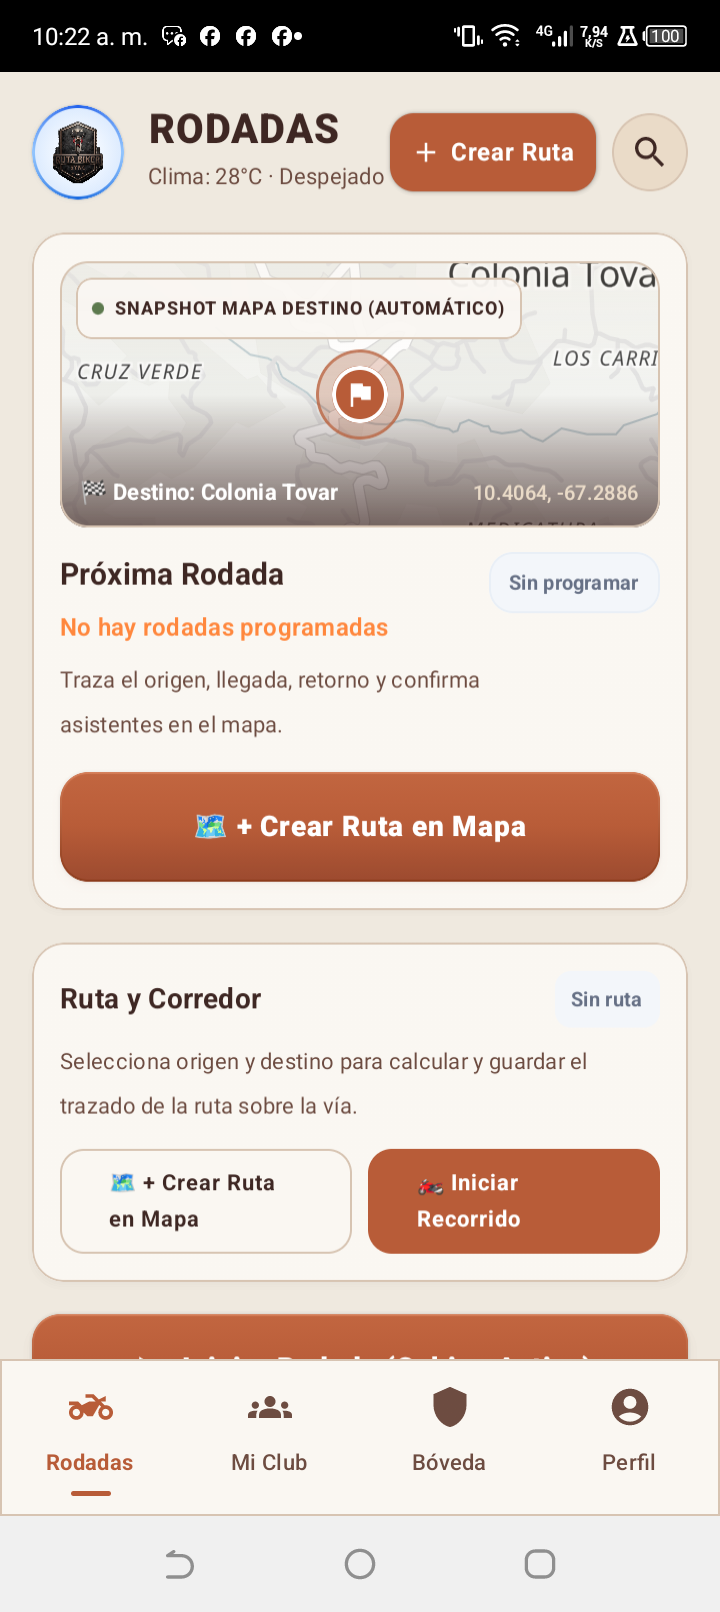 10:22 a. m.
4G
7,94
K/S
100
RODADAS
Clima: 28°C · Despejado
+ Crear Ruta
Colonia Tova
SNAPSHOT MAPA DESTINO (AUTOMÁTICO)
CRUZ VERDE
LOS CARRI
Destino: Colonia Tovar
10.4064, -67.2886
Próxima Rodada
Sin programar
No hay rodadas programadas
Traza el origen, llegada, retorno y confirma
asistentes en el mapa.
+ Crear Ruta en Mapa
Ruta y Corredor
Sin ruta
Selecciona origen y destino para calcular y guardar el
trazado de la ruta sobre la vía.
+ Crear Ruta
en Mapa
Iniciar
Recorrido
Rodadas
Mi Club
Bóveda
Perfil